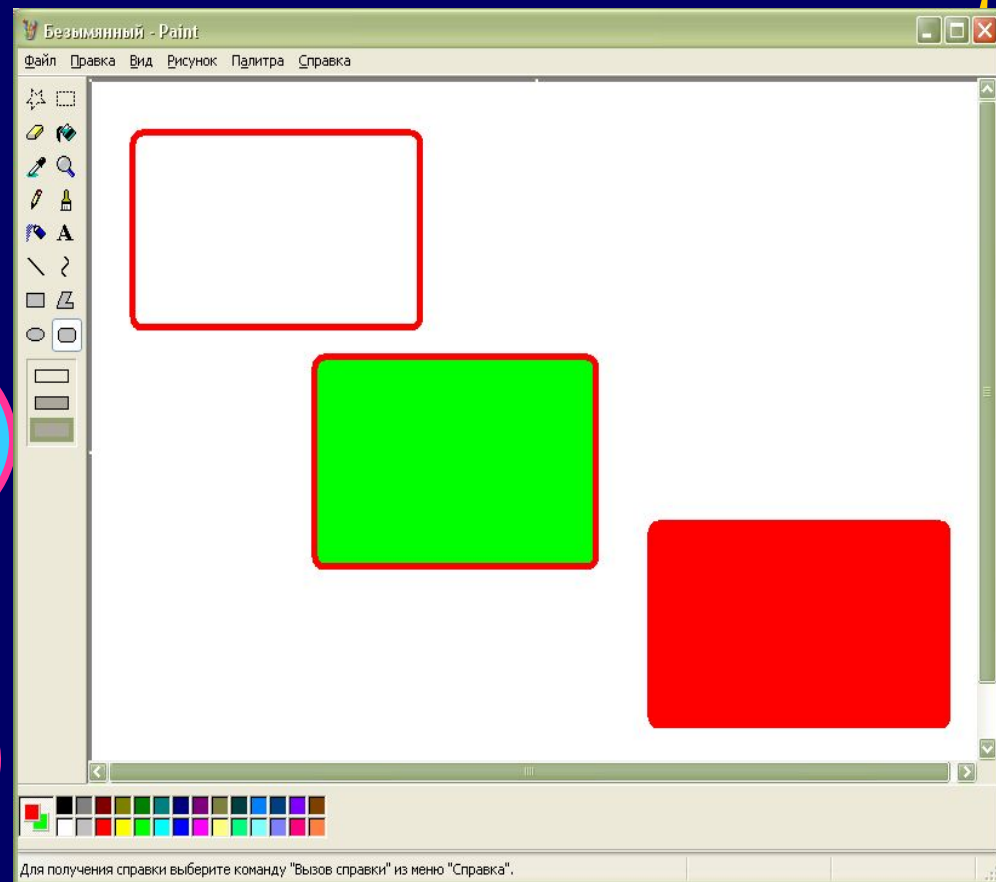 Безымянный - Paint
Файл Правка Вид Рисунок Палитра Справка
A
Для получения справки выберите команду "Вызов справки" из меню "Справка".